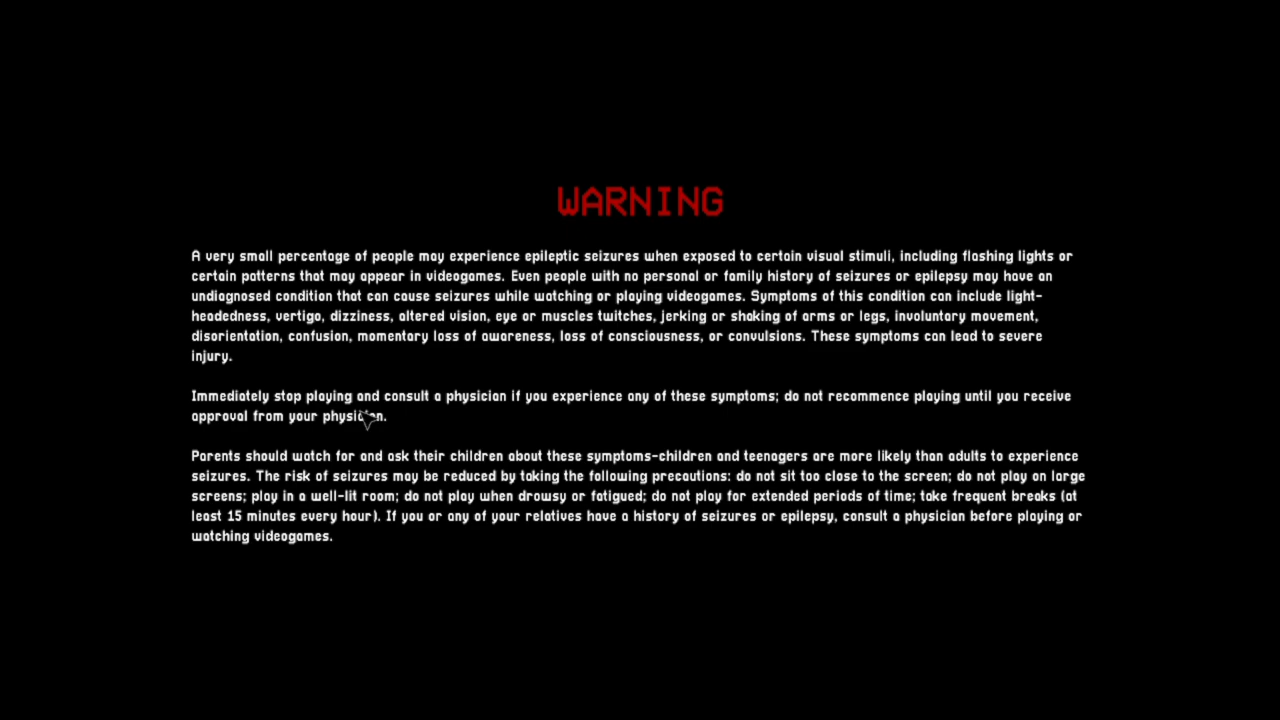 WARNING
A very small percentage of people may experience epileptic seizures when exposed to certain visual stimuli, including flashing lights or
certain patterns that may appear in videogames. Even people with no personal or family history of seizures or epilepsy may have an
undiagnosed condition that can cause seizures while watching or playing videogames. Symptoms of this condition can include light-
headedness, vertigo, dizziness, altered vision, eye or muscles twitches, jerking or shaking of arms or legs, involuntary movement,
disorientation, confusion, momentary loss of awareness, loss of consciousness, or convulsions. These symptoms can lead to severe
injury.
Immediately stop playing and consult a physician if you experience any of these symptoms; do not recommence playing until you receive
approval from your physician.
Parents should watch for and ask their children about these symptoms-children and teenagers are more likely than adults to experience
seizures. The risk of seizures may be reduced by taking the following precautions: do not sit too close to the screen; do not play on large
screens; play in a well-lit room; do not play when drowsy or fatigued; do not play for extended periods of time; take frequent breaks (at
least 15 minutes every hour). If you or any of your relatives have a history of seizures or epilepsy, consult a physician before playing or
watching videogames.